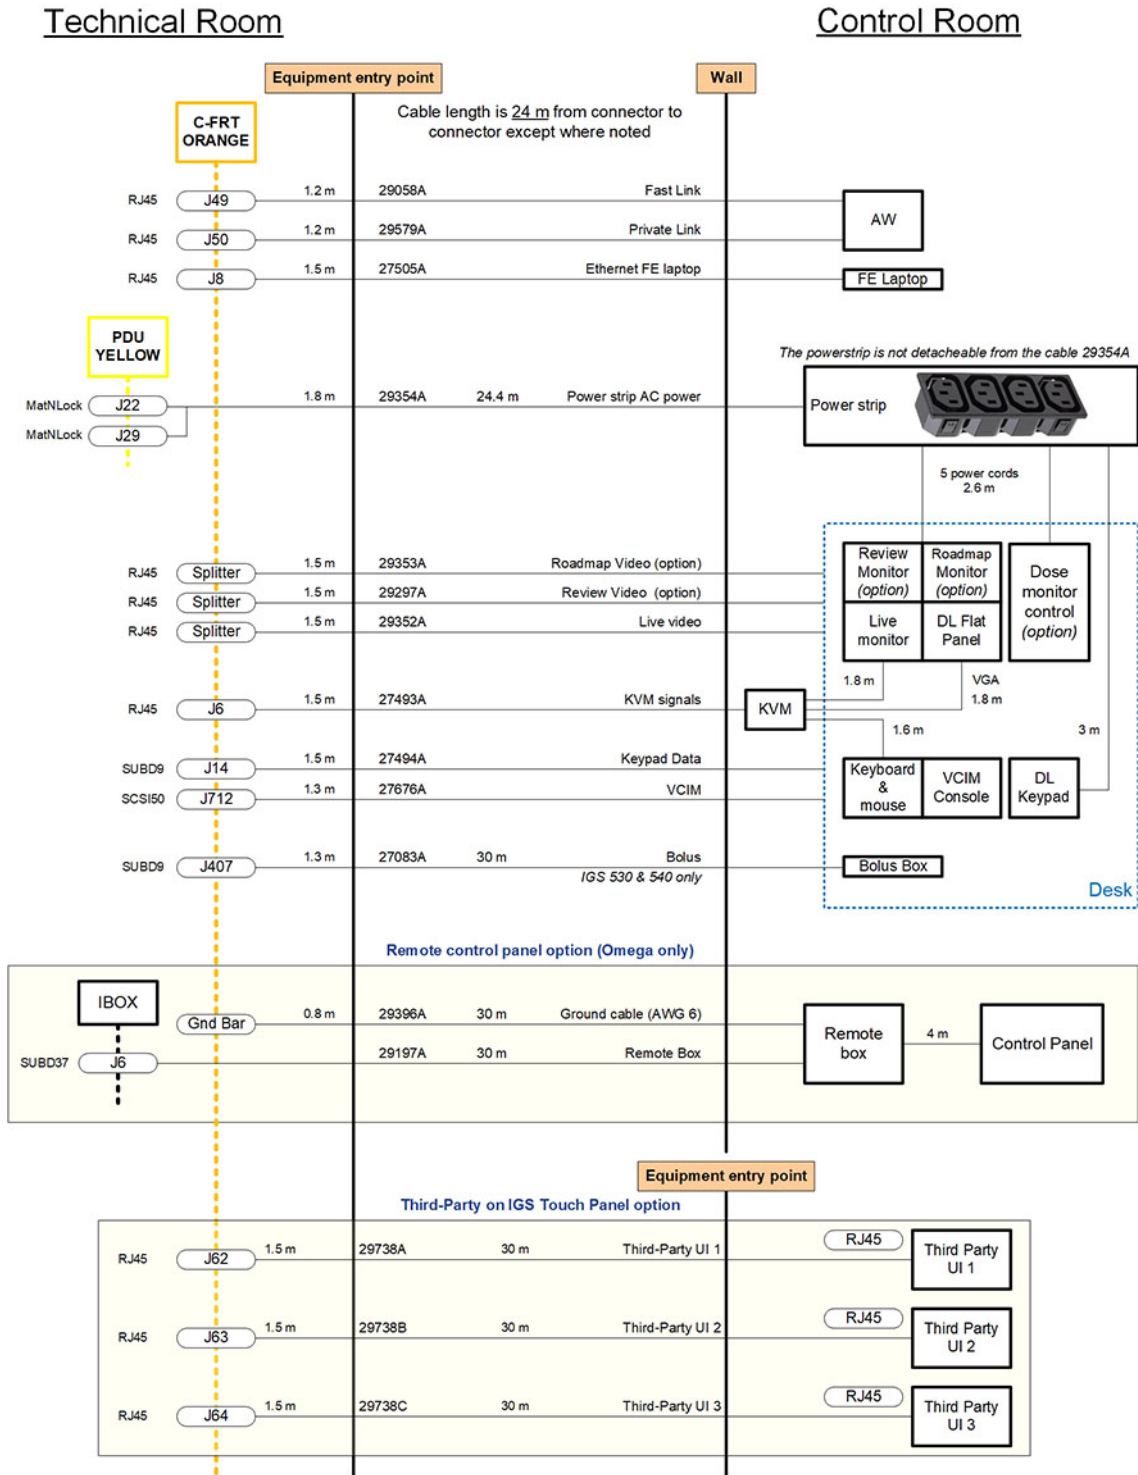 Technical Room
Control Room
Equipment entry point
Wall
Cable length is 24 m from connector to
connector except where noted
C-FRT
ORANGE
RJ45 J49 1.2 m 29058A Fast Link
RJ45 J50 1.2 m 29579A Private Link
AW
RJ45 J8 1.5 m 27505A Ethernet FE laptop FE Laptop
PDU
YELLOW
The powerstrip is not detacheable from the cable 29354A
MatNLock J22 1.8 m 29354A 24.4 m Power strip AC power Power strip
MatNLock J29
5 power cords
2.6 m
RJ45 Splitter 1.5 m 29353A Roadmap Video (option)
RJ45 Splitter 1.5 m 29297A Review Video (option)
RJ45 Splitter 1.5 m 29352A Live video
Review
Monitor
(option)
Roadmap
Monitor
(option)
Dose
monitor
control
(option)
Live
monitor
DL Flat
Panel
1.8 m
VGA
1.8 m
RJ45 J6 1.5 m 27493A KVM signals KVM
1.6 m
3 m
SUBD9 J14 1.5 m 27494A Keypad Data
SCSI50 J712 1.3 m 27676A VCIM
Keyboard
&
mouse
VCIM
Console
DL
Keypad
SUBD9 J407 1.3 m 27083A 30 m Bolus Bolus Box
IGS 530 & 540 only
Desk
Remote control panel option (Omega only)
IBOX
Gnd Bar 0.8 m 29396A 30 m Ground cable (AWG 6)
SUBD37 J6 29197A 30 m Remote Box
Remote
box
4 m
Control Panel
Equipment entry point
Third-Party on IGS Touch Panel option
RJ45 J62 1.5 m 29738A 30 m Third-Party UI 1 RJ45
Third Party
UI 1
RJ45 J63 1.5 m 29738B 30 m Third-Party UI 2 RJ45
Third Party
UI 2
RJ45 J64 1.5 m 29738C 30 m Third-Party UI 3 RJ45
Third Party
UI 3